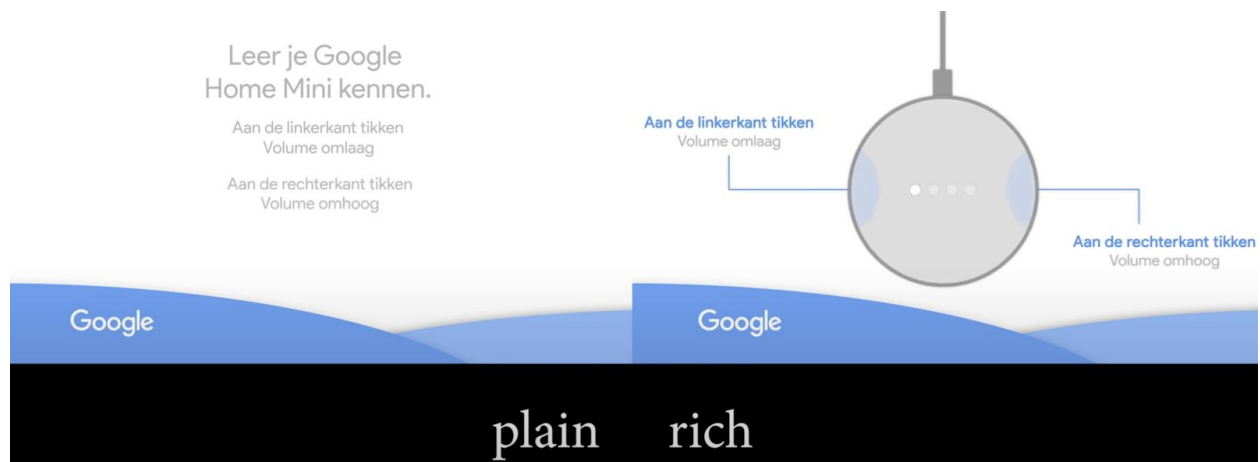 Leer je Google
Home Mini kennen.
Aan de linkerkant tikken
Volume omlaag
Aan de rechterkant tikken
Volume omhoog
Google
Aan de linkerkant tikken
Volume omlaag
Aan de rechterkant tikken
Volume omhoog
Google
plain
rich